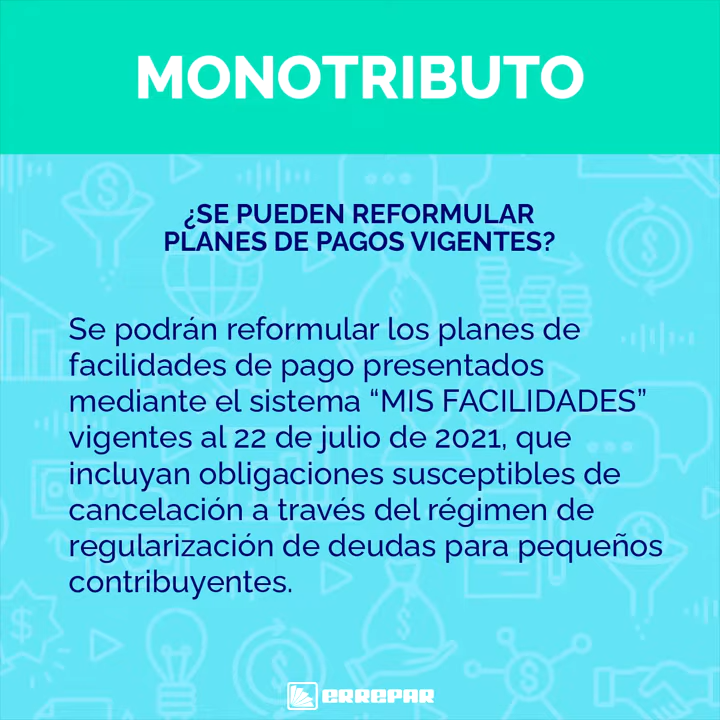 MONOTRIBUTO
¿SE PUEDEN REFORMULAR
PLANES DE PAGOS VIGENTES?
Se podrán reformular los planes de
facilidades de pago presentados
mediante el sistema “MIS FACILIDADES”
vigentes al 22 de julio de 2021, que
incluyan obligaciones susceptibles de
cancelación a través del régimen de
regularización de deudas para pequeños
contribuyentes.
ERREPAR